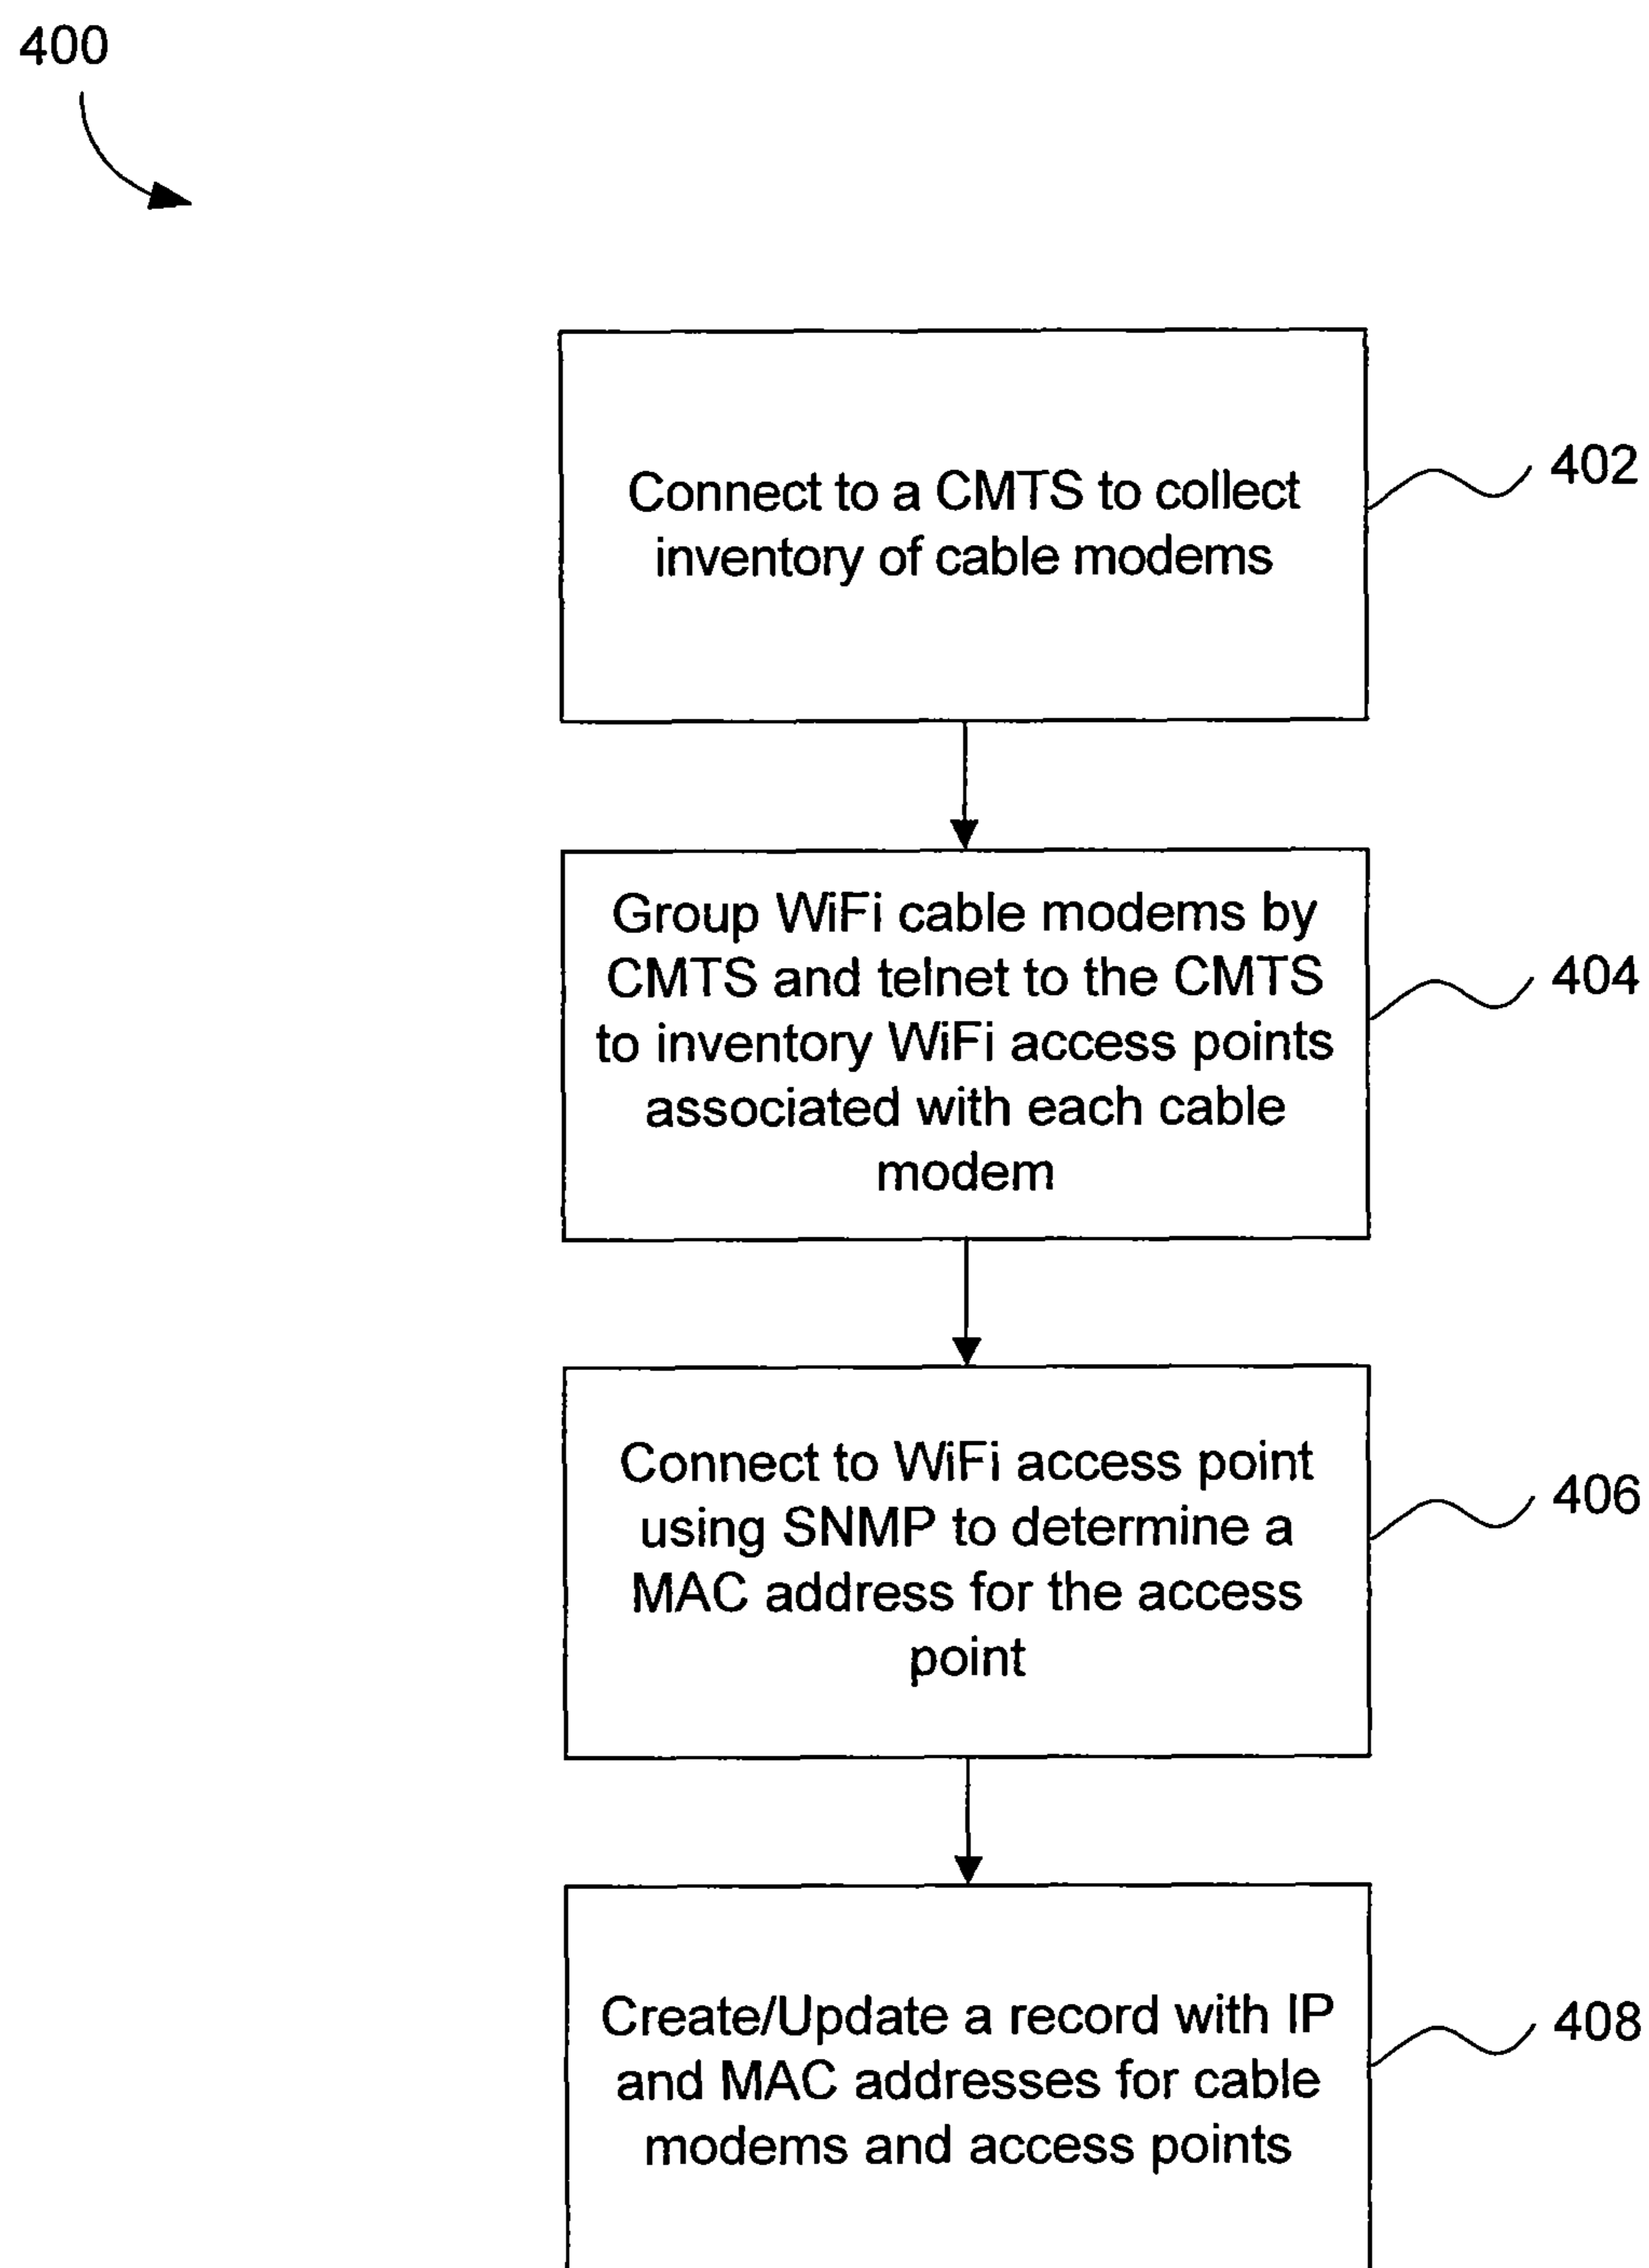 400
Connect to a CMTS to collect
inventory of cable modems
402
Group WiFi cable modems by
CMTS and telnet to the CMTS
to inventory WiFi access points
associated with each cable
modem
404
Connect to WiFi access point
using SNMP to determine a
MAC address for the access
point
406
Create/Update a record with IP
and MAC addresses for cable
modems and access points
408